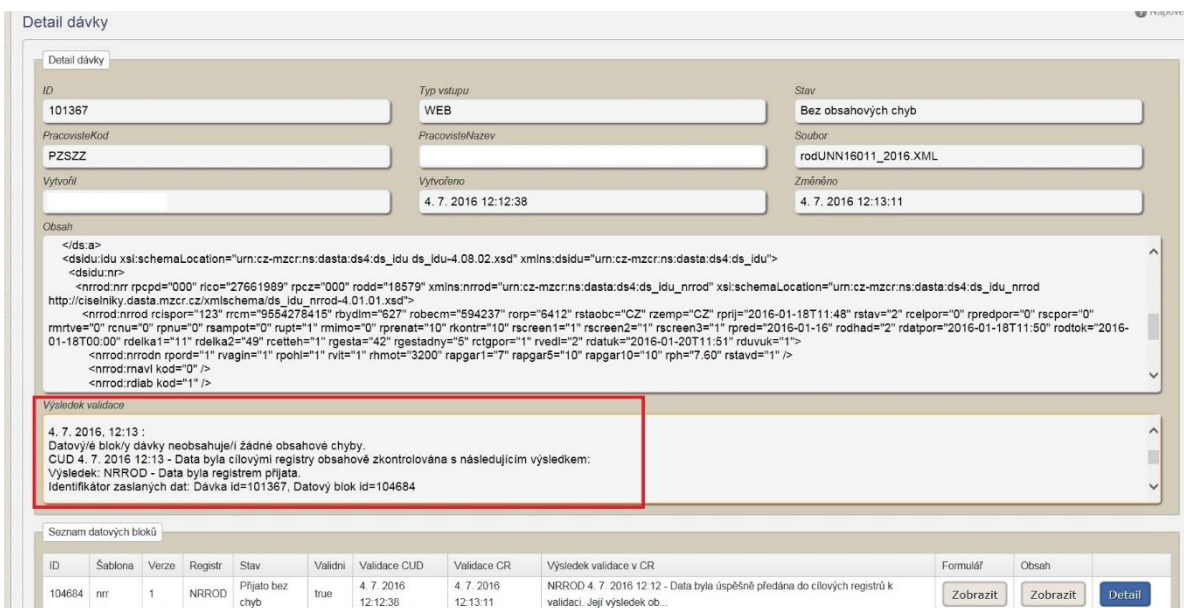 Detail dávky
Detail dávky
ID Typ vstupu Stav
101367 WEB Bez obsahových chyb
PracovisteKod PracovisteNazev Soubor
PZSZZ rodUNN16011_2016.XML
Vytvořil Vytvořeno Změněno
4. 7. 2016 12:12:38 4. 7. 2016 12:13:11
Obsah
</ds:a>
<dsidu:idu xsi:schemaLocation="urn:cz-mzcr:ns:dasta:ds4:ds_idu ds_idu-4.08.02.xsd" xmlns:dsidu="urn:cz-mzcr:ns:dasta:ds4:ds_idu">
<dsidu:nr>
<nrrod:nrr pcpd="000" rico="27661989" rpcz="000" rodd="18579" xmlns:nrrod="urn:cz-mzcr:ns:dasta:ds4:ds_idu_nrrod" xsi:schemaLocation="urn:cz-mzcr:ns:dasta:ds4:ds_idu_nrrod
http://ciselniky.dasta.mzcr.cz/xmlschema/ds_idu_nrrod-4.01.01.xsd">
<nrrod:nrrod rcispor="123" rrcm="9554278415" rbydlm="627" robecm="594237" rorp="6412" rstaobc="CZ" rzemp="CZ" rprij="2016-01-18T11:48" rstav="2" rcelpor="0" rpredpor="0" rscpor="0"
rmrtve="0" rcnu="0" rpnu="0" rsampot="0" rupt="1" rmimo="0" rprenat="10" rkontr="10" rscreen1="1" rscreen2="1" rscreen3="1" rpred="2016-01-16" rodhad="2" rdatpor="2016-01-18T11:50" rodtok="2016-
01-18T00:00" rdelka1="11" rdelka2="49" rcetteh="1" rgesta="42" rgestadny="5" rctgpor="1" rvedl="2" rdatuk="2016-01-20T11:51" rduvuk="1">
<nrrod:nrrodn rpord="1" rvagin="1" rpohl="1" rvit="1" rhmot="3200" rapgar1="7" rapgar5="10" rapgar10="10" rph="7.60" rstavd="1" />
<nrrod:rnavl kod="0" />
<nrrod:rdiab kod="1" />
Výsledek validace
4. 7. 2016, 12:13 :
Datový/é blok/y dávky neobsahuje/í žádné obsahové chyby.
CUD 4. 7. 2016 12:13 - Data byla cílovými registry obsahově zkontrolována s následujícím výsledkem:
Výsledek: NRROD - Data byla registrem přijata.
Identifikátor zaslaných dat: Dávka id=101367, Datový blok id=104684
Seznam datových bloků
ID Šablona Verze Registr Stav Validní Validace CUD Validace CR Výsledek validace v CR Formulář Obsah
104684 nrr 1 NRROD Přijato bez true 4. 7. 2016 4. 7. 2016 NRROD 4. 7. 2016 12:12 - Data byla úspěšně předána do cílových registrů k Zobrazit Zobrazit Detail
chyb 12:12:38 12:13:11 validaci. Její výsledek ob...